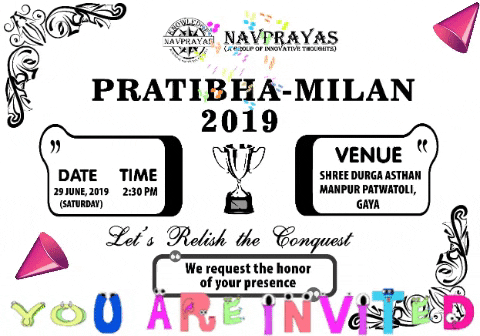 KNOWLEDGE
NAVPRAYAS
NAVPRAYAS
(A GROUP OF INNOVATIVE THOUGHTS)
PRATIBHA-MILAN
2019
DATE TIME
29 JUNE, 2019 2:30 PM
(SATURDAY)
VENUE
SHREE DURGA ASTHAN
MANPUR PATWATOLI,
GAYA
Let's Relish the Conquest
We request the honor
of your presence
YOU ARE INVITED